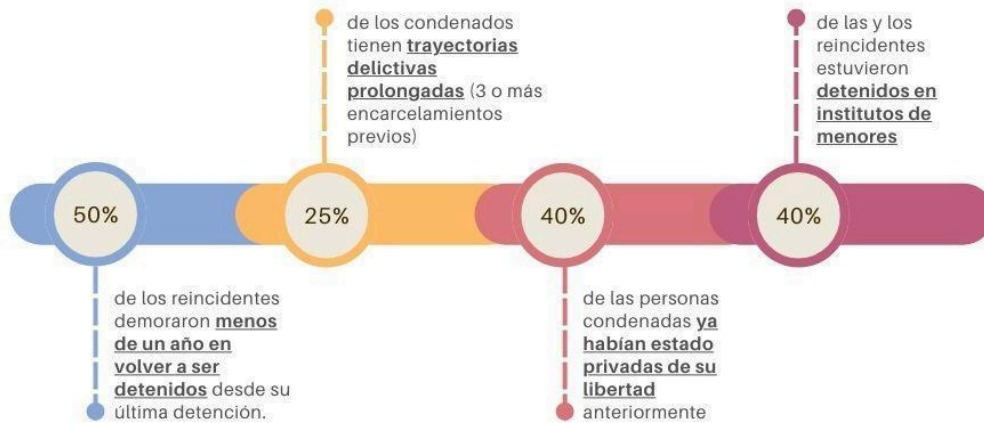 50%
de los reincidentes
demoraron menos
de un año en
volver a ser
detenidos desde su
última detención.
25%
de los condenados
tienen trayectorias
delictivas
prolongadas (3 o más
encarcelamientos
previos)
40%
de las personas
condenadas ya
habían estado
privadas de su
libertad
anteriormente
40%
de las y los
reincidentes
estuvieron
detenidos en
institutos de
menores